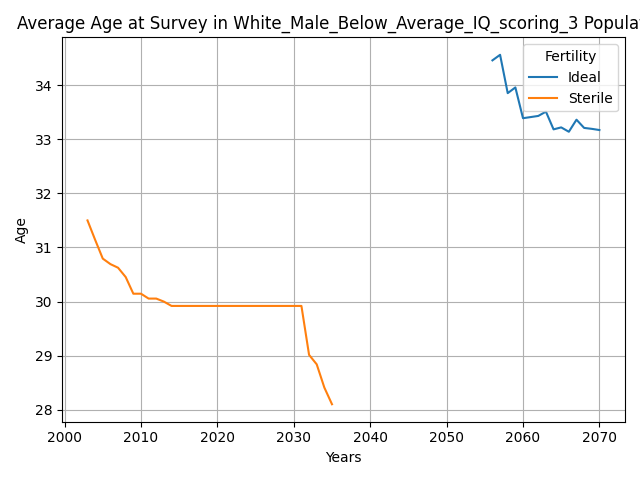 Average Age at Survey in White_Male_Below_Average_IQ_scoring_3 Populat
Fertility
Ideal
Sterile
Age
34
33
32
31
30
29
28
2000 2010 2020 2030 2040 2050 2060 2070
Years